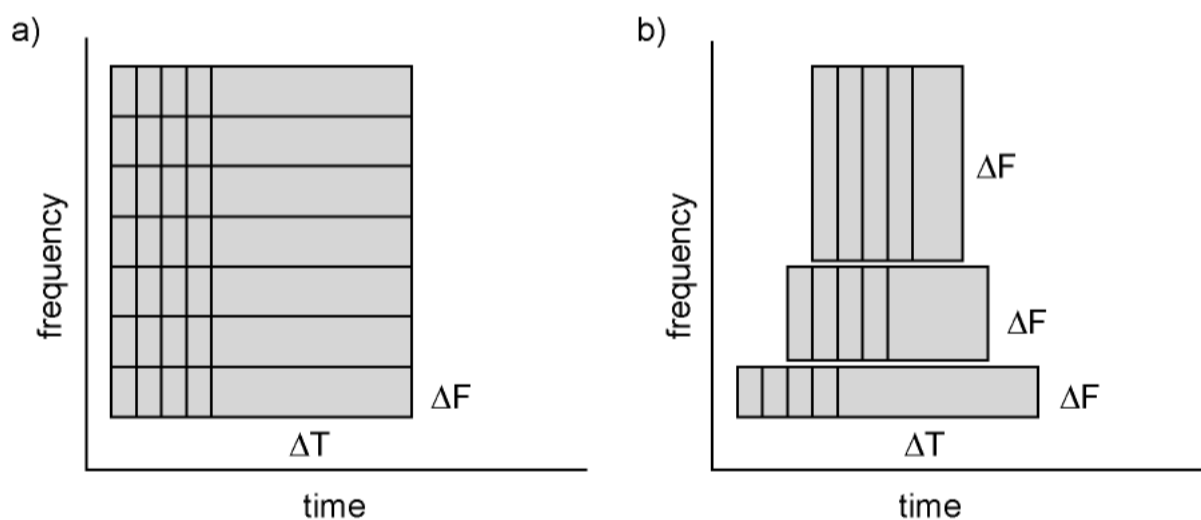 a)
frequency
ΔF
ΔT
time
b)
frequency
ΔF
ΔF
ΔF
ΔT
time